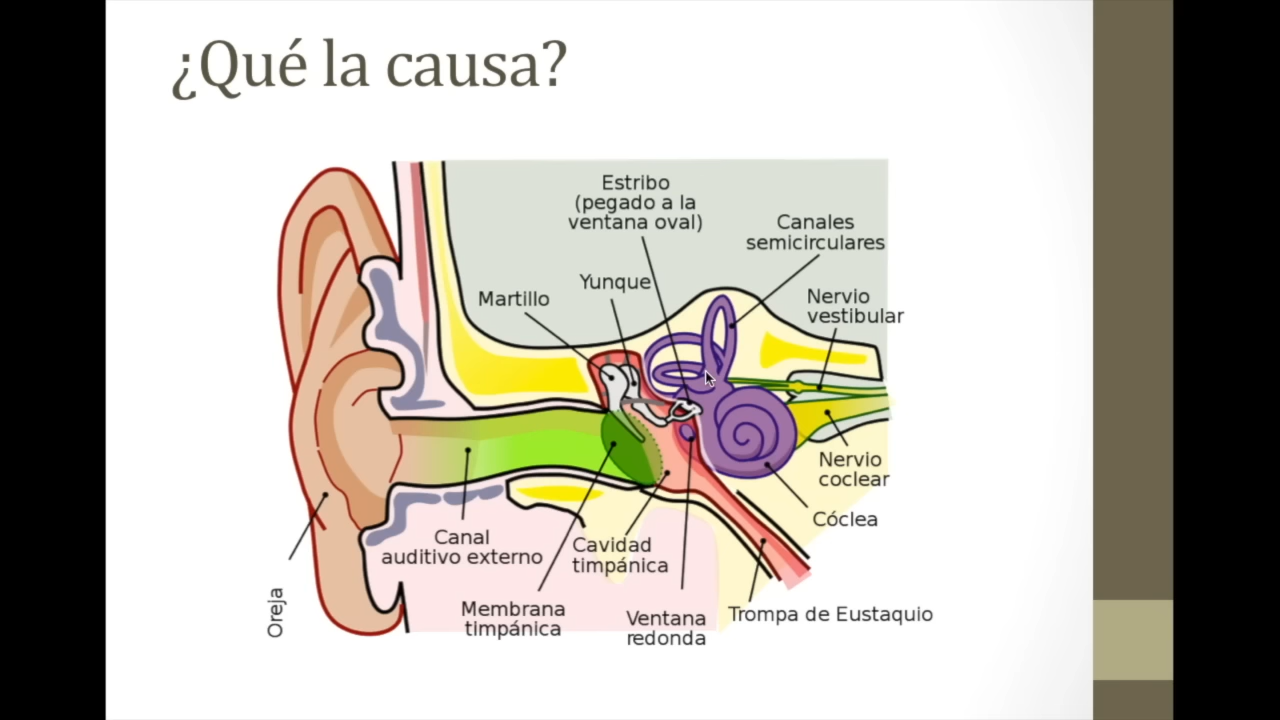 ¿Qué la causa?
Estribo
(pegado a la
ventana oval)
Canales
semicirculares
Yunque
Martillo
Nervio
vestibular
Nervio
coclear
Cóclea
Canal
auditivo externo
Cavidad
timpánica
Oreja
Membrana
timpánica
Ventana
redonda
Trompa de Eustaquio